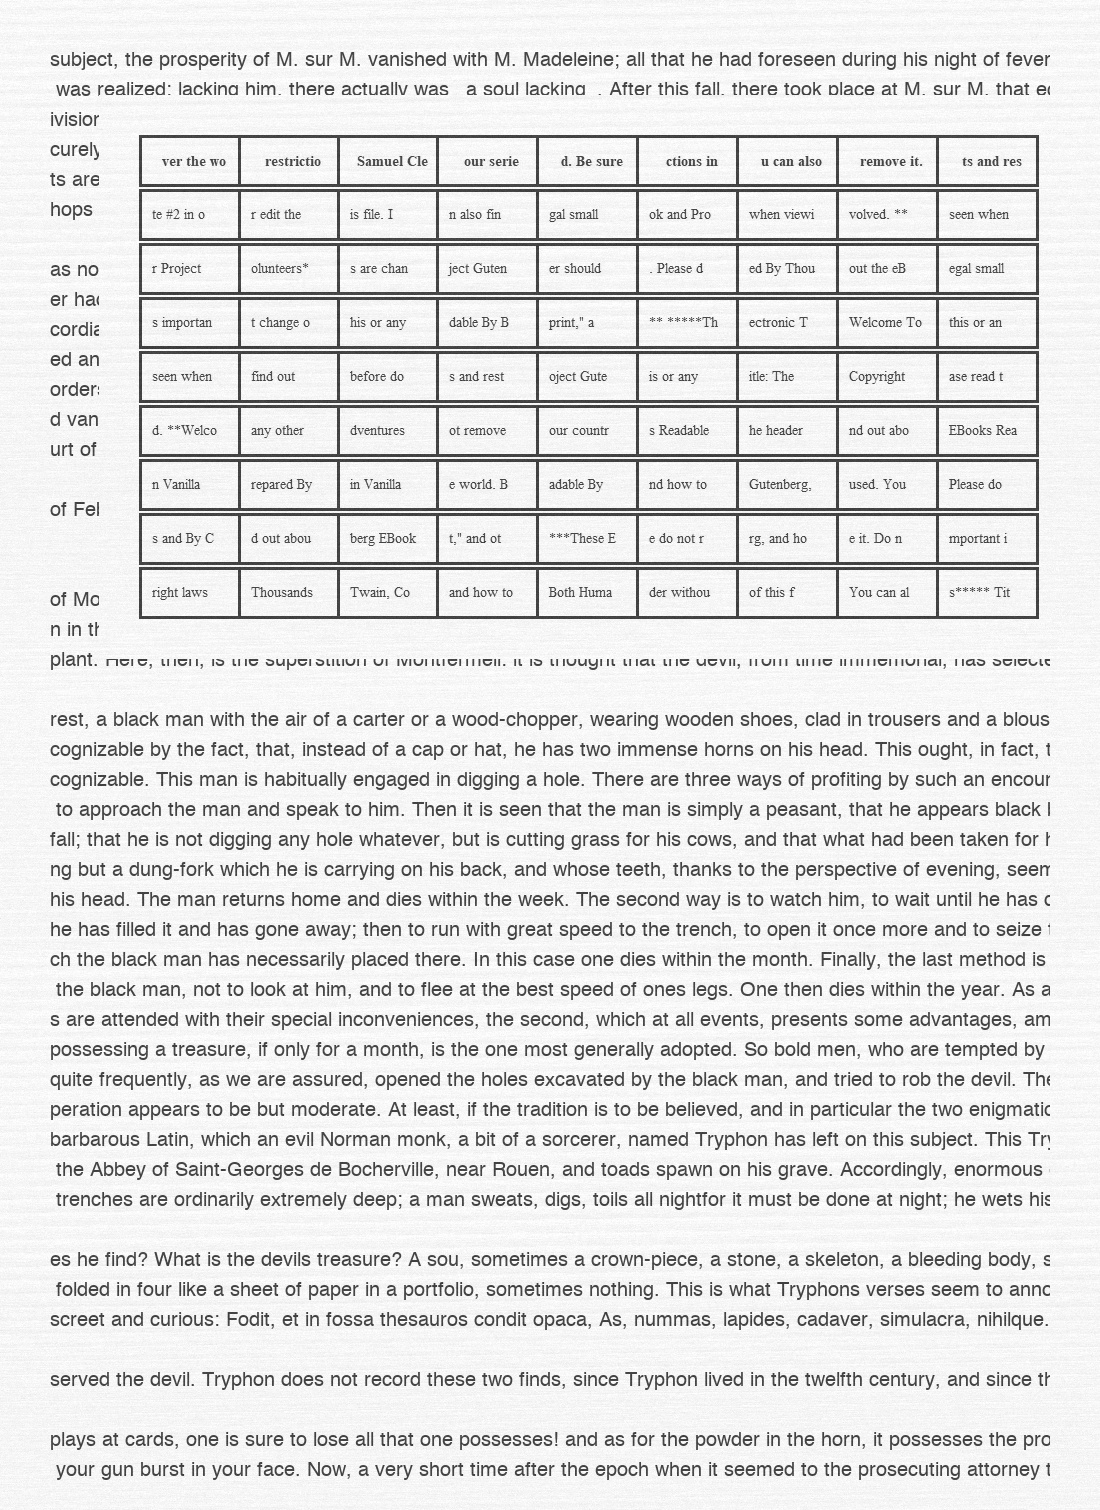 subject, the prosperity of M. sur M. vanished with M. Madeleine; all that he had foreseen during his night of fever
was realized; lacking him, there actually was a soul lacking . After this fall, there took place at M. sur M. that
ivision
curely
ts are
hops
as no
er had
cordia
ed an
orders
d van
urt of
of Fel
of Mo
n in th
ver the wo restrictio Samuel Cle our serie d. Be sure ctions in u can also remove it. ts and res
te #2 in o r edit the is file. I n also fin gal small ok and Pro when viewi volved. ** seen when
r Project olunteers* s are chan ject Guten er should . Please d ed By Thou out the eB egal small
s importan t change o his or any dable By B print," a ** *****Th ectronic T Welcome To this or an
seen when find out before do s and rest oject Gute is or any itle: The Copyright ase read t
d. **Welco any other dventures ot remove our countr s Readable he header nd out abo EBooks Rea
n Vanilla repared By in Vanilla e world. B adable By nd how to Gutenberg, used. You Please do
s and By C d out abou berg EBook t," and ot ***These E e do not r rg, and ho e it. Do n mportant i
right laws Thousands Twain, Co and how to Both Huma der withou of this f You can al s***** Tit
plant. Here, then, is the superstition of Montfermeil: it is thought that the devil, from time immemorial, has selecte
rest, a black man with the air of a carter or a wood-chopper, wearing wooden shoes, clad in trousers and a blous
cognizable by the fact, that, instead of a cap or hat, he has two immense horns on his head. This ought, in fact, t
cognizable. This man is habitually engaged in digging a hole. There are three ways of profiting by such an encour
to approach the man and speak to him. Then it is seen that the man is simply a peasant, that he appears black
fall; that he is not digging any hole whatever, but is cutting grass for his cows, and that what had been taken for
ng but a dung-fork which he is carrying on his back, and whose teeth, thanks to the perspective of evening, seem
his head. The man returns home and dies within the week. The second way is to watch him, to wait until he has
he has filled it and has gone away; then to run with great speed to the trench, to open it once more and to seize
ch the black man has necessarily placed there. In this case one dies within the month. Finally, the last method is
the black man, not to look at him, and to flee at the best speed of ones legs. One then dies within the year. As a
s are attended with their special inconveniences, the second, which at all events, presents some advantages, am
possessing a treasure, if only for a month, is the one most generally adopted. So bold men, who are tempted by
quite frequently, as we are assured, opened the holes excavated by the black man, and tried to rob the devil. The
peration appears to be but moderate. At least, if the tradition is to be believed, and in particular the two enigmatic
barbarous Latin, which an evil Norman monk, a bit of a sorcerer, named Tryphon has left on this subject. This Try
the Abbey of Saint-Georges de Bocherville, near Rouen, and toads spawn on his grave. Accordingly, enormous
trenches are ordinarily extremely deep; a man sweats, digs, toils all nightfor it must be done at night; he wets his
es he find? What is the devils treasure? A sou, sometimes a crown-piece, a stone, a skeleton, a bleeding body, s
folded in four like a sheet of paper in a portfolio, sometimes nothing. This is what Tryphons verses seem to anno
screet and curious: Fodit, et in fossa thesauros condit opaca, As, nummas, lapides, cadaver, simulacra, nihilque.
served the devil. Tryphon does not record these two finds, since Tryphon lived in the twelfth century, and since th
plays at cards, one is sure to lose all that one possesses! and as for the powder in the horn, it possesses the pro
your gun burst in your face. Now, a very short time after the epoch when it seemed to the prosecuting attorney t